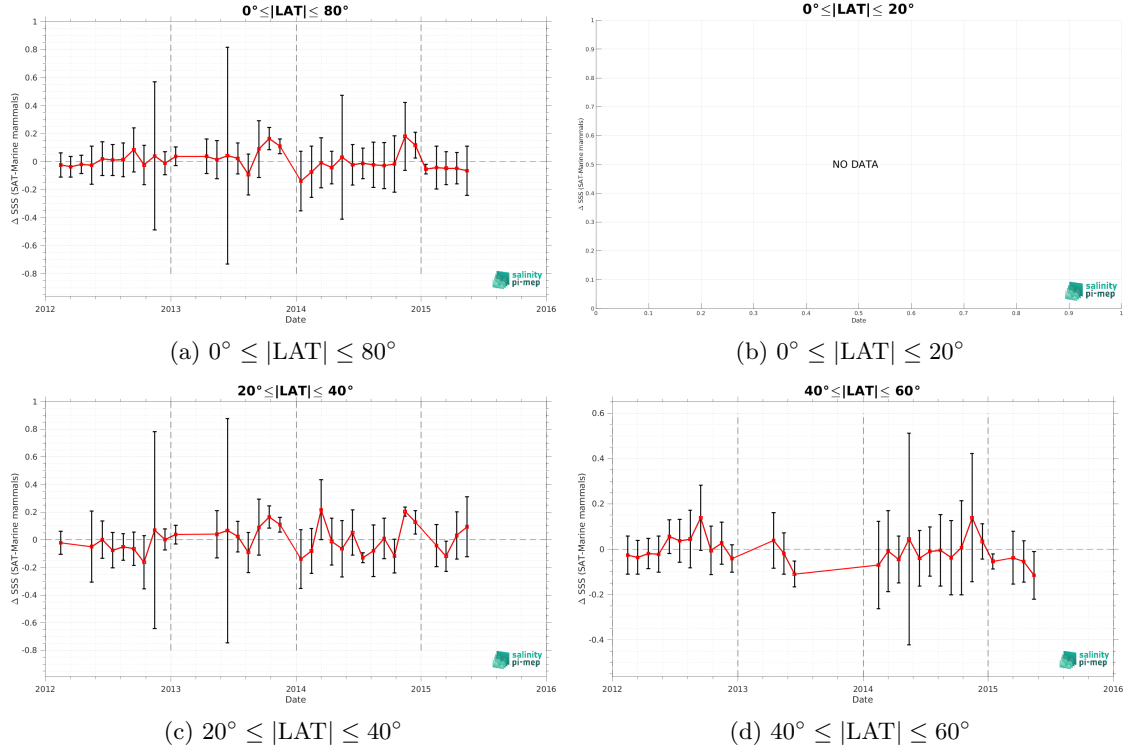 0°≤|LAT|≤ 80°
1
0.8
0.6
0.4
0.2
0
-0.2
-0.4
-0.6
-0.8
Δ SSS (SAT-Marine mammals)
2012 2013 2014 2015 2016
Date
salinity
pi-mep
(a) 0° ≤ |LAT| ≤ 80°
0°≤|LAT|≤ 20°
1
0.9
0.8
0.7
0.6
0.5
0.4
0.3
0.2
0.1
0
Δ SSS (SAT-Marine mammals)
NO DATA
0 0.1 0.2 0.3 0.4 0.5 0.6 0.7 0.8 0.9 1
Date
salinity
pi-mep
(b) 0° ≤ |LAT| ≤ 20°
20°≤|LAT|≤ 40°
1
0.8
0.6
0.4
0.2
0
-0.2
-0.4
-0.6
-0.8
Δ SSS (SAT-Marine mammals)
2012 2013 2014 2015 2016
Date
salinity
pi-mep
(c) 20° ≤ |LAT| ≤ 40°
40°≤|LAT|≤ 60°
0.6
0.4
0.2
0
-0.2
-0.4
Δ SSS (SAT-Marine mammals)
2012 2013 2014 2015 2016
Date
salinity
pi-mep
(d) 40° ≤ |LAT| ≤ 60°